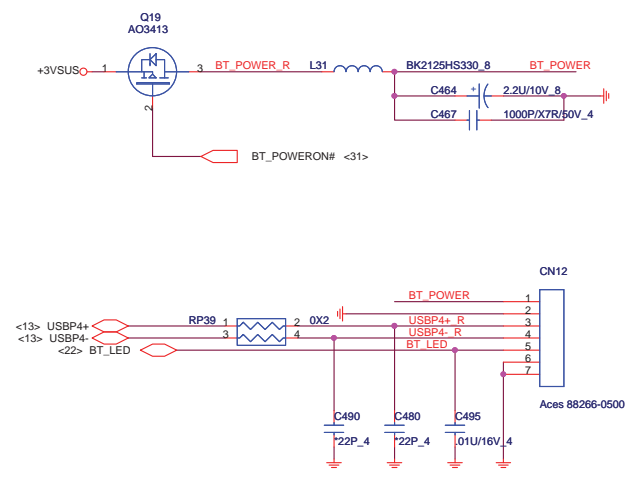 Q19
AO3413
+3VSUS 1 3 BT_POWER_R L31 BK2125HS330_8 BT_POWER
C464 + 2.2U/10V_8
2
C467 1000P/X7R/50V_4
BT_POWERON# <31>
CN12
BT_POWER 1
2
<13> USBP4+ RP39 1 2 0X2 USBP4+_R 3
<13> USBP4- 3 4 USBP4-_R 4
<22> BT_LED BT_LED 5
6
7
Aces 88266-0500
C490 C480 C495
*22P_4 *22P_4 .01U/16V_4